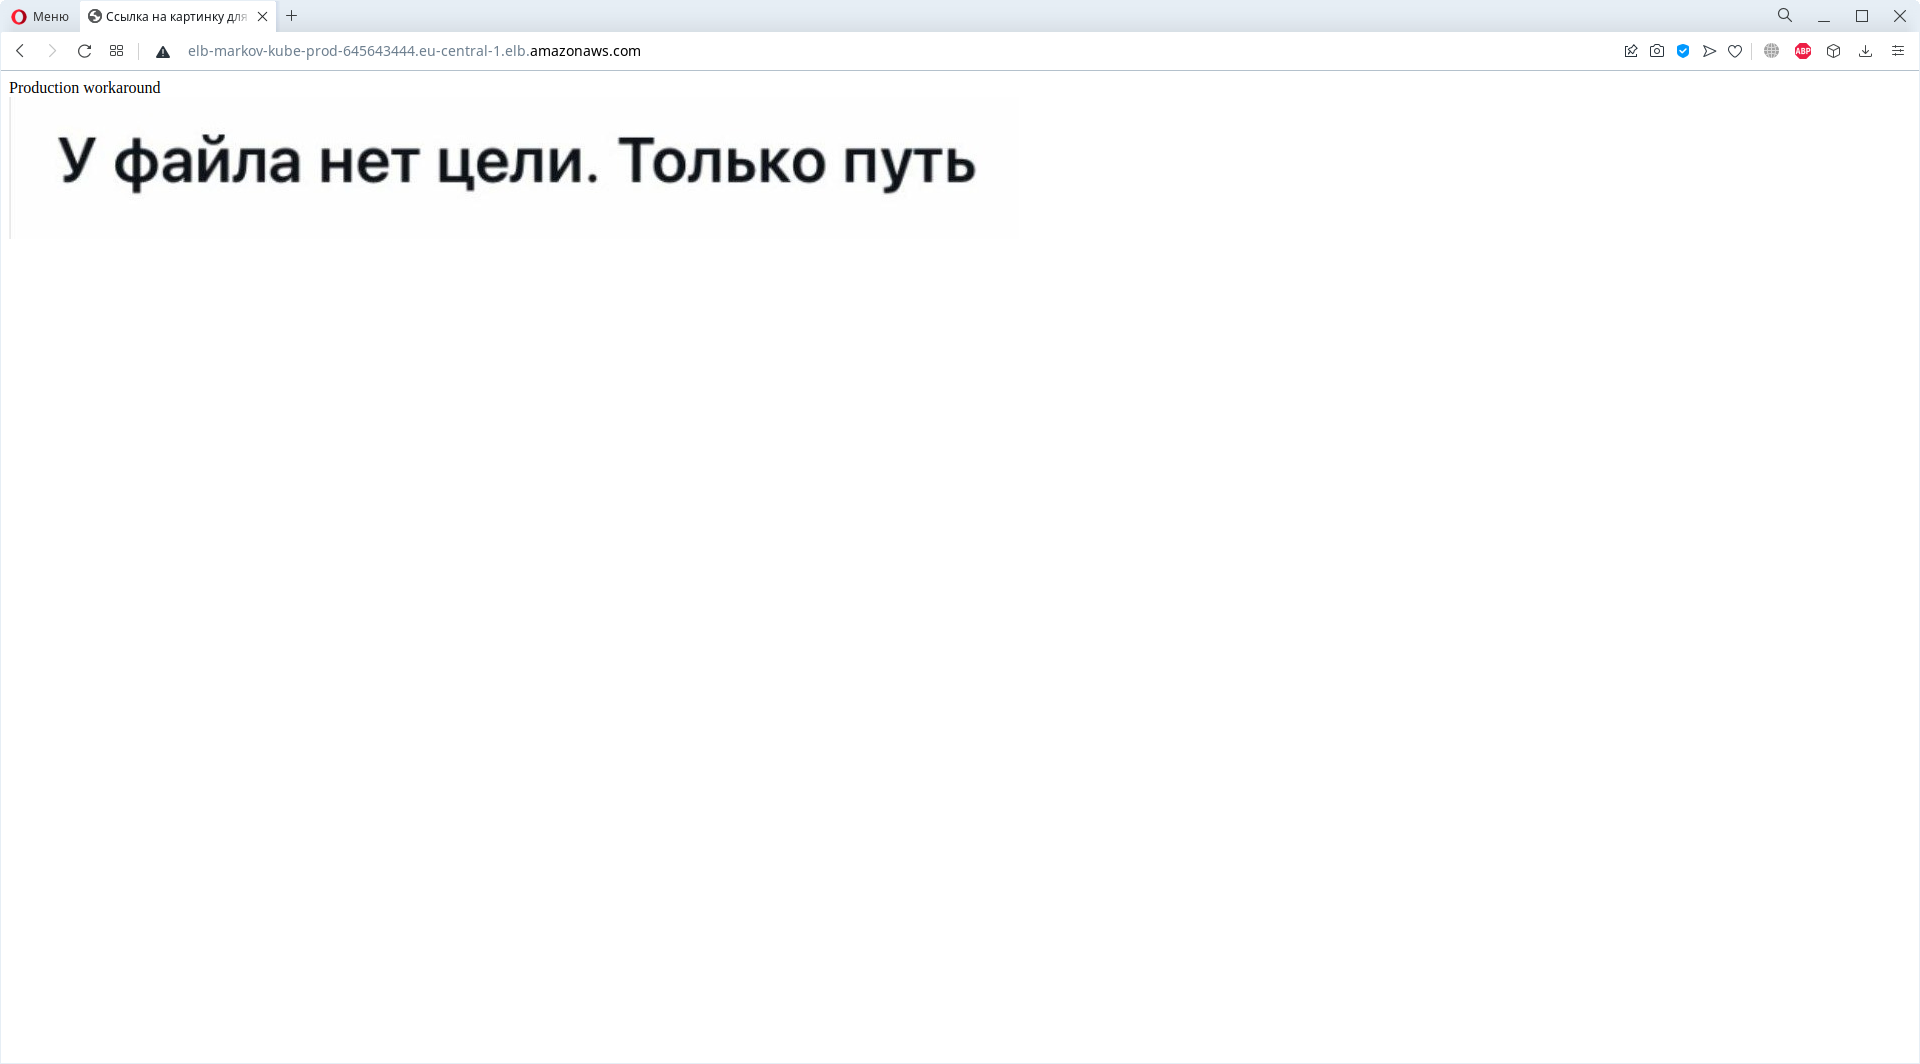 Меню
Ссылка на картинку для
elb-markov-kube-prod-645643444.eu-central-1.elb.amazonaws.com
ABP
Production workaround
У файла нет цели. Только путь